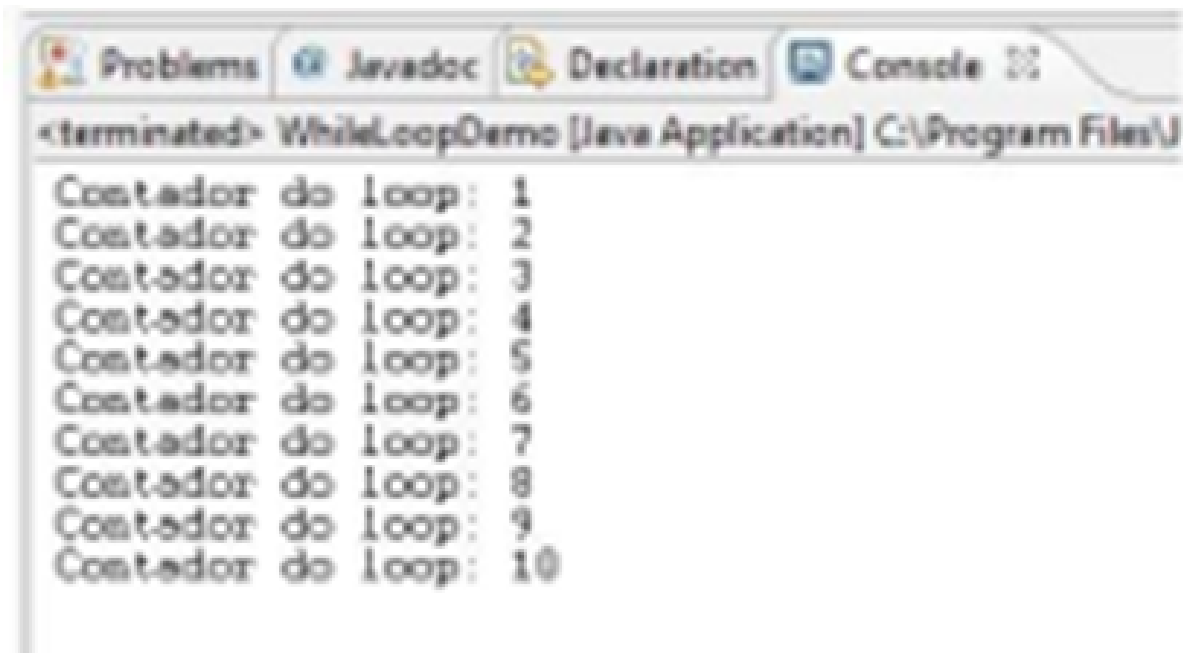 Problems Javadoc Declaration Console
<terminated> WhileLoopDemo [Java Application] C:\Program Files\J
Contador do loop: 1
Contador do loop: 2
Contador do loop: 3
Contador do loop: 4
Contador do loop: 5
Contador do loop: 6
Contador do loop: 7
Contador do loop: 8
Contador do loop: 9
Contador do loop: 10